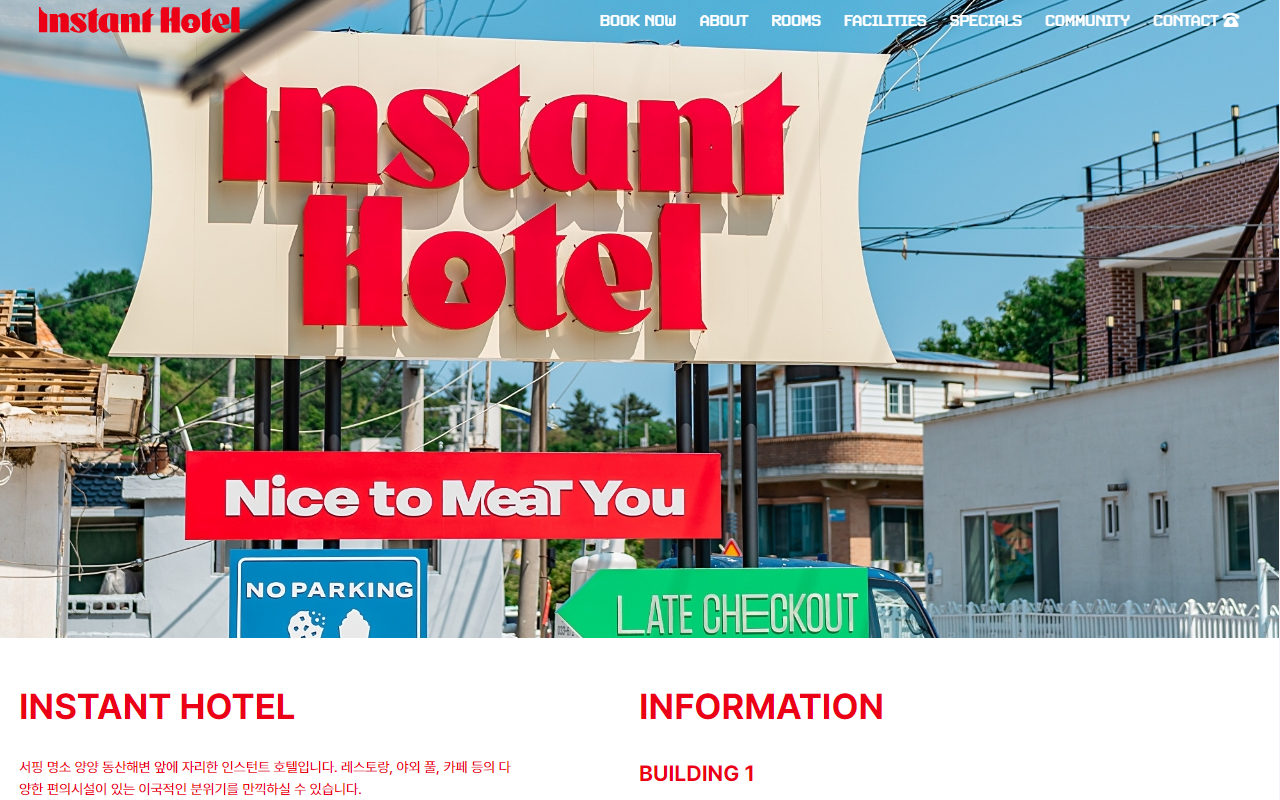 Instant Hotel
BOOK NOW ABOUT ROOMS FACILITIES SPECIALS COMMUNITY CONTACT ☎
Instant
Hotel
Nice to MeaT You
NO PARKING
LATE CHECKOUT
INSTANT HOTEL
서핑 명소 양양 동산해변 앞에 자리한 인스턴트 호텔입니다. 레스토랑, 야외 풀, 카페 등의 다
양한 편의시설이 있는 이국적인 분위기를 만끽하실 수 있습니다.
INFORMATION
BUILDING 1